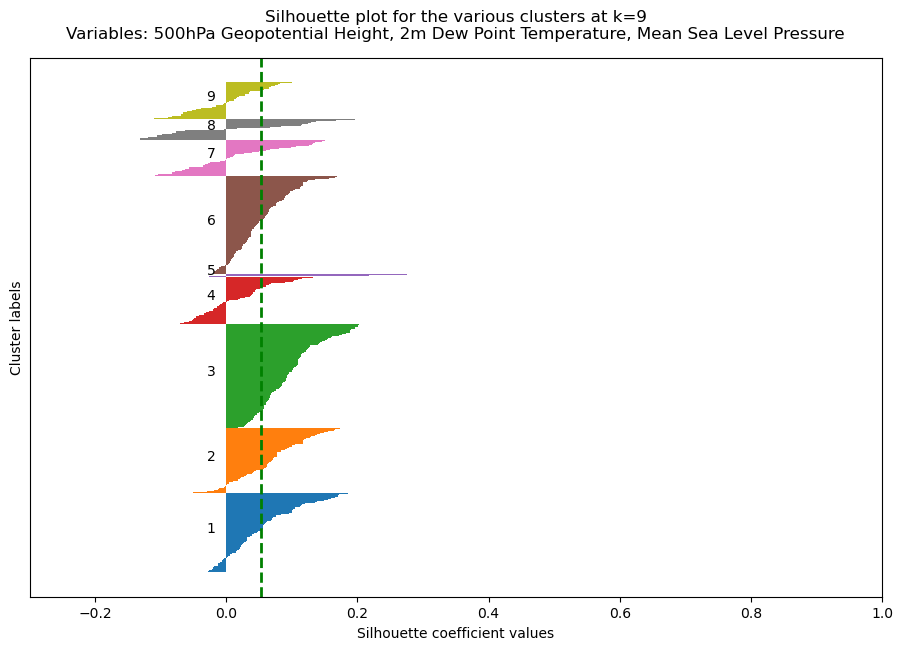 Silhouette plot for the various clusters at k=9
Variables: 500hPa Geopotential Height, 2m Dew Point Temperature, Mean Sea Level Pressure
9
8
7
6
5
4
3
2
1
Cluster labels
−0.2 0.0 0.2 0.4 0.6 0.8 1.0
Silhouette coefficient values